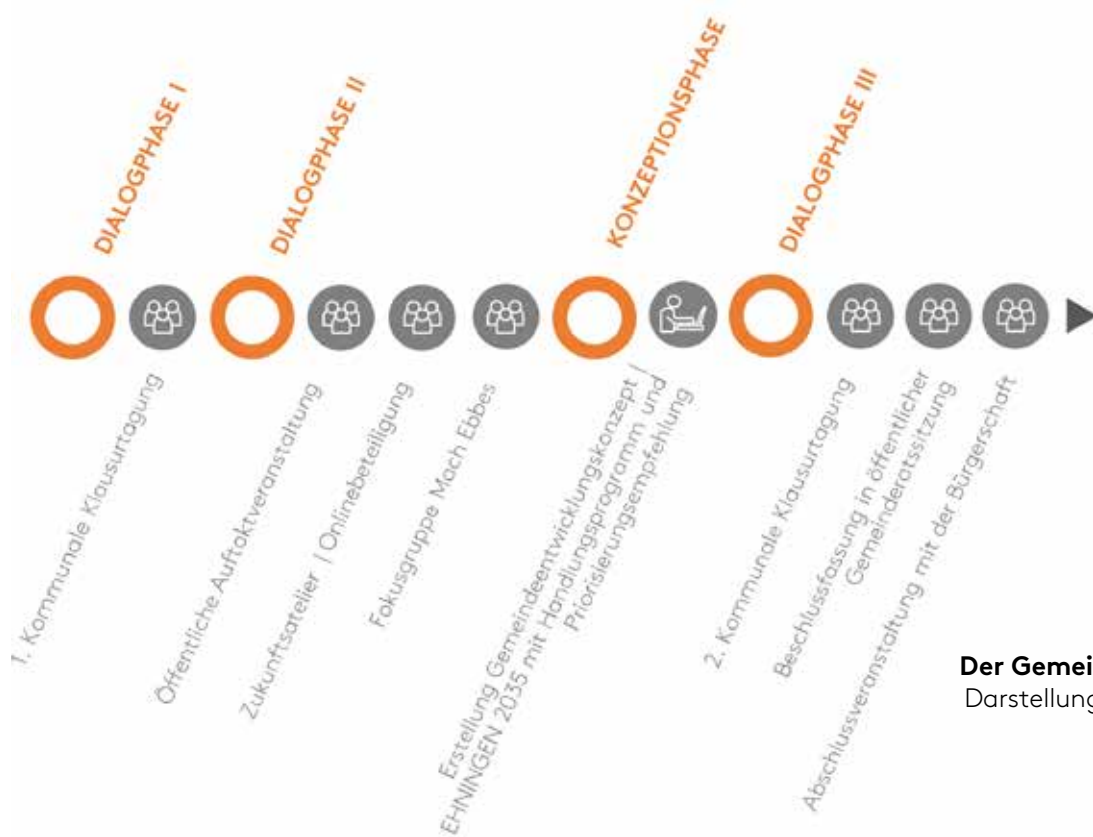 DIALOGPHASE I
DIALOGPHASE II
KONZEPTIONSPHASE
DIALOGPHASE III
1. Kommunale Klausurtagung
Öffentliche Auftaktveranstaltung
Zukunftsatelier | Onlinebeteiligung
Fokusgruppe Mach Ebbes
Erstellung Gemeindeentwicklungskonzept |
EHNINGEN 2035 mit Handlungsprogramm und
Priorisierungsempfehlung
2. Kommunale Klausurtagung
Beschlussfassung in öffentlicher
Gemeinderatssitzung
Abschlussveranstaltung mit der Bürgerschaft
Der Gemei
Darstellung